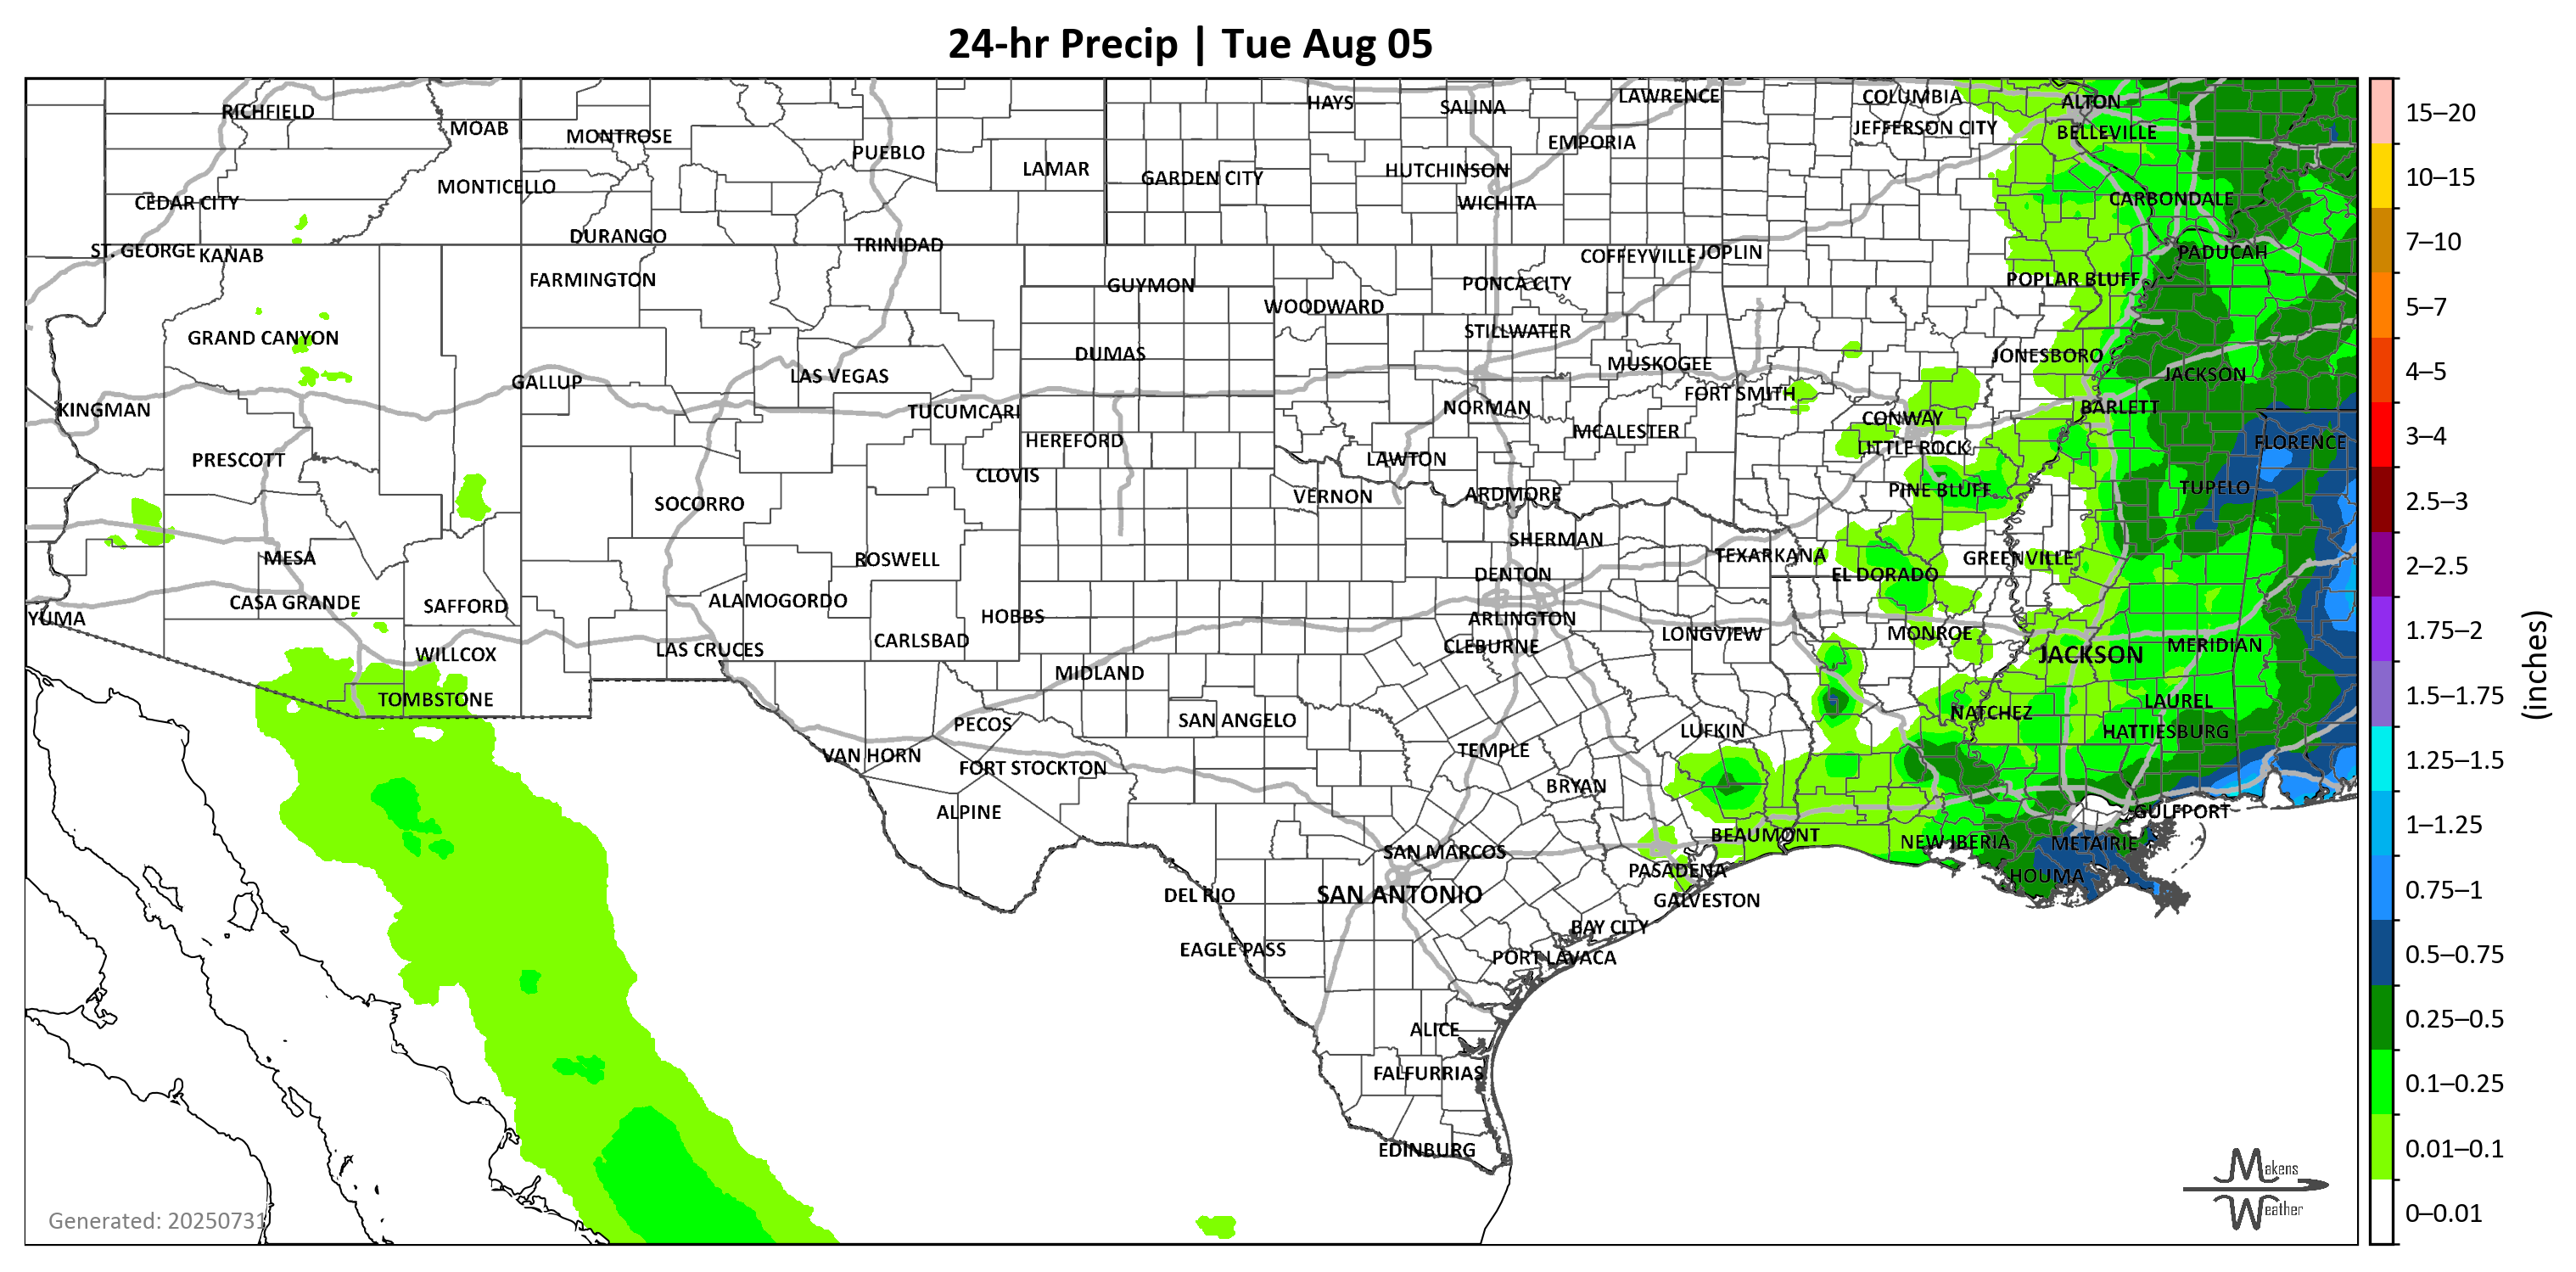 24-hr Precip | Tue Aug 05
RICHFIELD
MOAB
MONTROSE
PUEBLO
LAMAR
HAYS
SALINA
LAWRENCE
COLUMBIA
ALTON
GARDEN CITY
HUTCHINSON
EMPORIA
JEFFERSON CITY
BELLEVILLE
CEDAR CITY
MONTICELLO
WICHITA
CARBONDALE
ST. GEORGE
KANAB
DURANGO
TRINIDAD
COFFEYVILLE
JOPLIN
PADUCAH
FARMINGTON
GUYMON
WOODWARD
PONCA CITY
POPLAR BLUFF
GRAND CANYON
DUMAS
STILLWATER
MUSKOGEE
JONESBORO
KINGMAN
GALLUP
LAS VEGAS
TUCUMCARI
NORMAN
FORT SMITH
CONWAY
JACKSON
BARLETT
PRESCOTT
HEREFORD
CLOVIS
LAWTON
MCALESTER
LITTLE ROCK
FLORENCE
SOCORRO
VERNON
ARDMORE
PINE BLUFF
TUPELO
MESA
ROSWELL
SHERMAN
TEXARKANA
GREENVILLE
DENTON
EL DORADO
YUMA
CASA GRANDE
SAFFORD
ALAMOGORDO
HOBBS
ARLINGTON
WILLCOX
LAS CRUCES
CARLSBAD
CLEBURNE
LONGVIEW
MONROE
JACKSON
MERIDIAN
TOMBSTONE
MIDLAND
PECOS
SAN ANGELO
LUFKIN
NATCHEZ
LAUREL
HATTIESBURG
VAN HORN
FORT STOCKTON
TEMPLE
BRYAN
ALPINE
BEAUMONT
GULFPORT
SAN MARCOS
NEW IBERIA
METAIRIE
PASADENA
HOUMA
DEL RIO
SAN ANTONIO
GALVESTON
EAGLE PASS
BAY CITY
PORT LAVACA
ALICE
FALFURRIAS
EDINBURG
Generated: 20250731
Makens
Weather
15–20
10–15
7–10
5–7
4–5
3–4
2.5–3
2–2.5
1.75–2
1.5–1.75
1.25–1.5
1–1.25
0.75–1
0.5–0.75
0.25–0.5
0.1–0.25
0.01–0.1
0–0.01
(inches)